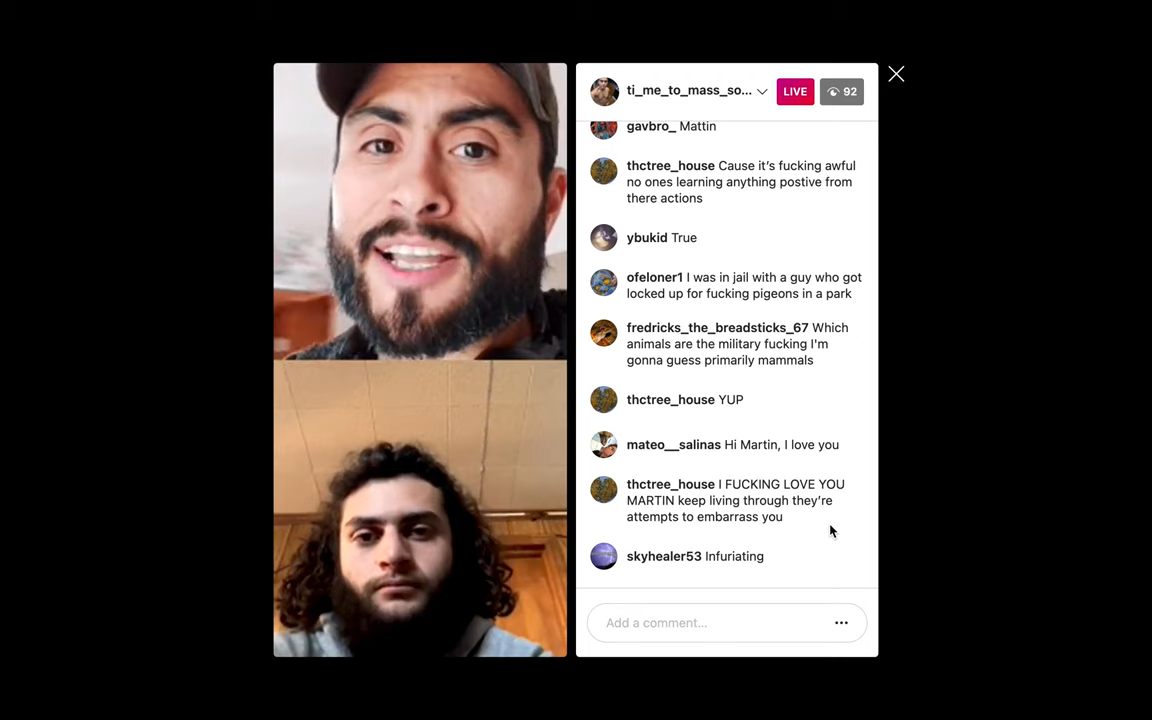 ti_me_to_mass_so...
LIVE
92
gavbro_ Mattin
thctree_house Cause it's fucking awful
no ones learning anything postive from
there actions
ybukid True
ofeloner1 I was in jail with a guy who got
locked up for fucking pigeons in a park
fredricks_the_breadsticks_67 Which
animals are the military fucking I'm
gonna guess primarily mammals
thctree_house YUP
mateo__salinas Hi Martin, I love you
thctree_house I FUCKING LOVE YOU
MARTIN keep living through they're
attempts to embarrass you
skyhealer53 Infuriating
Add a comment...